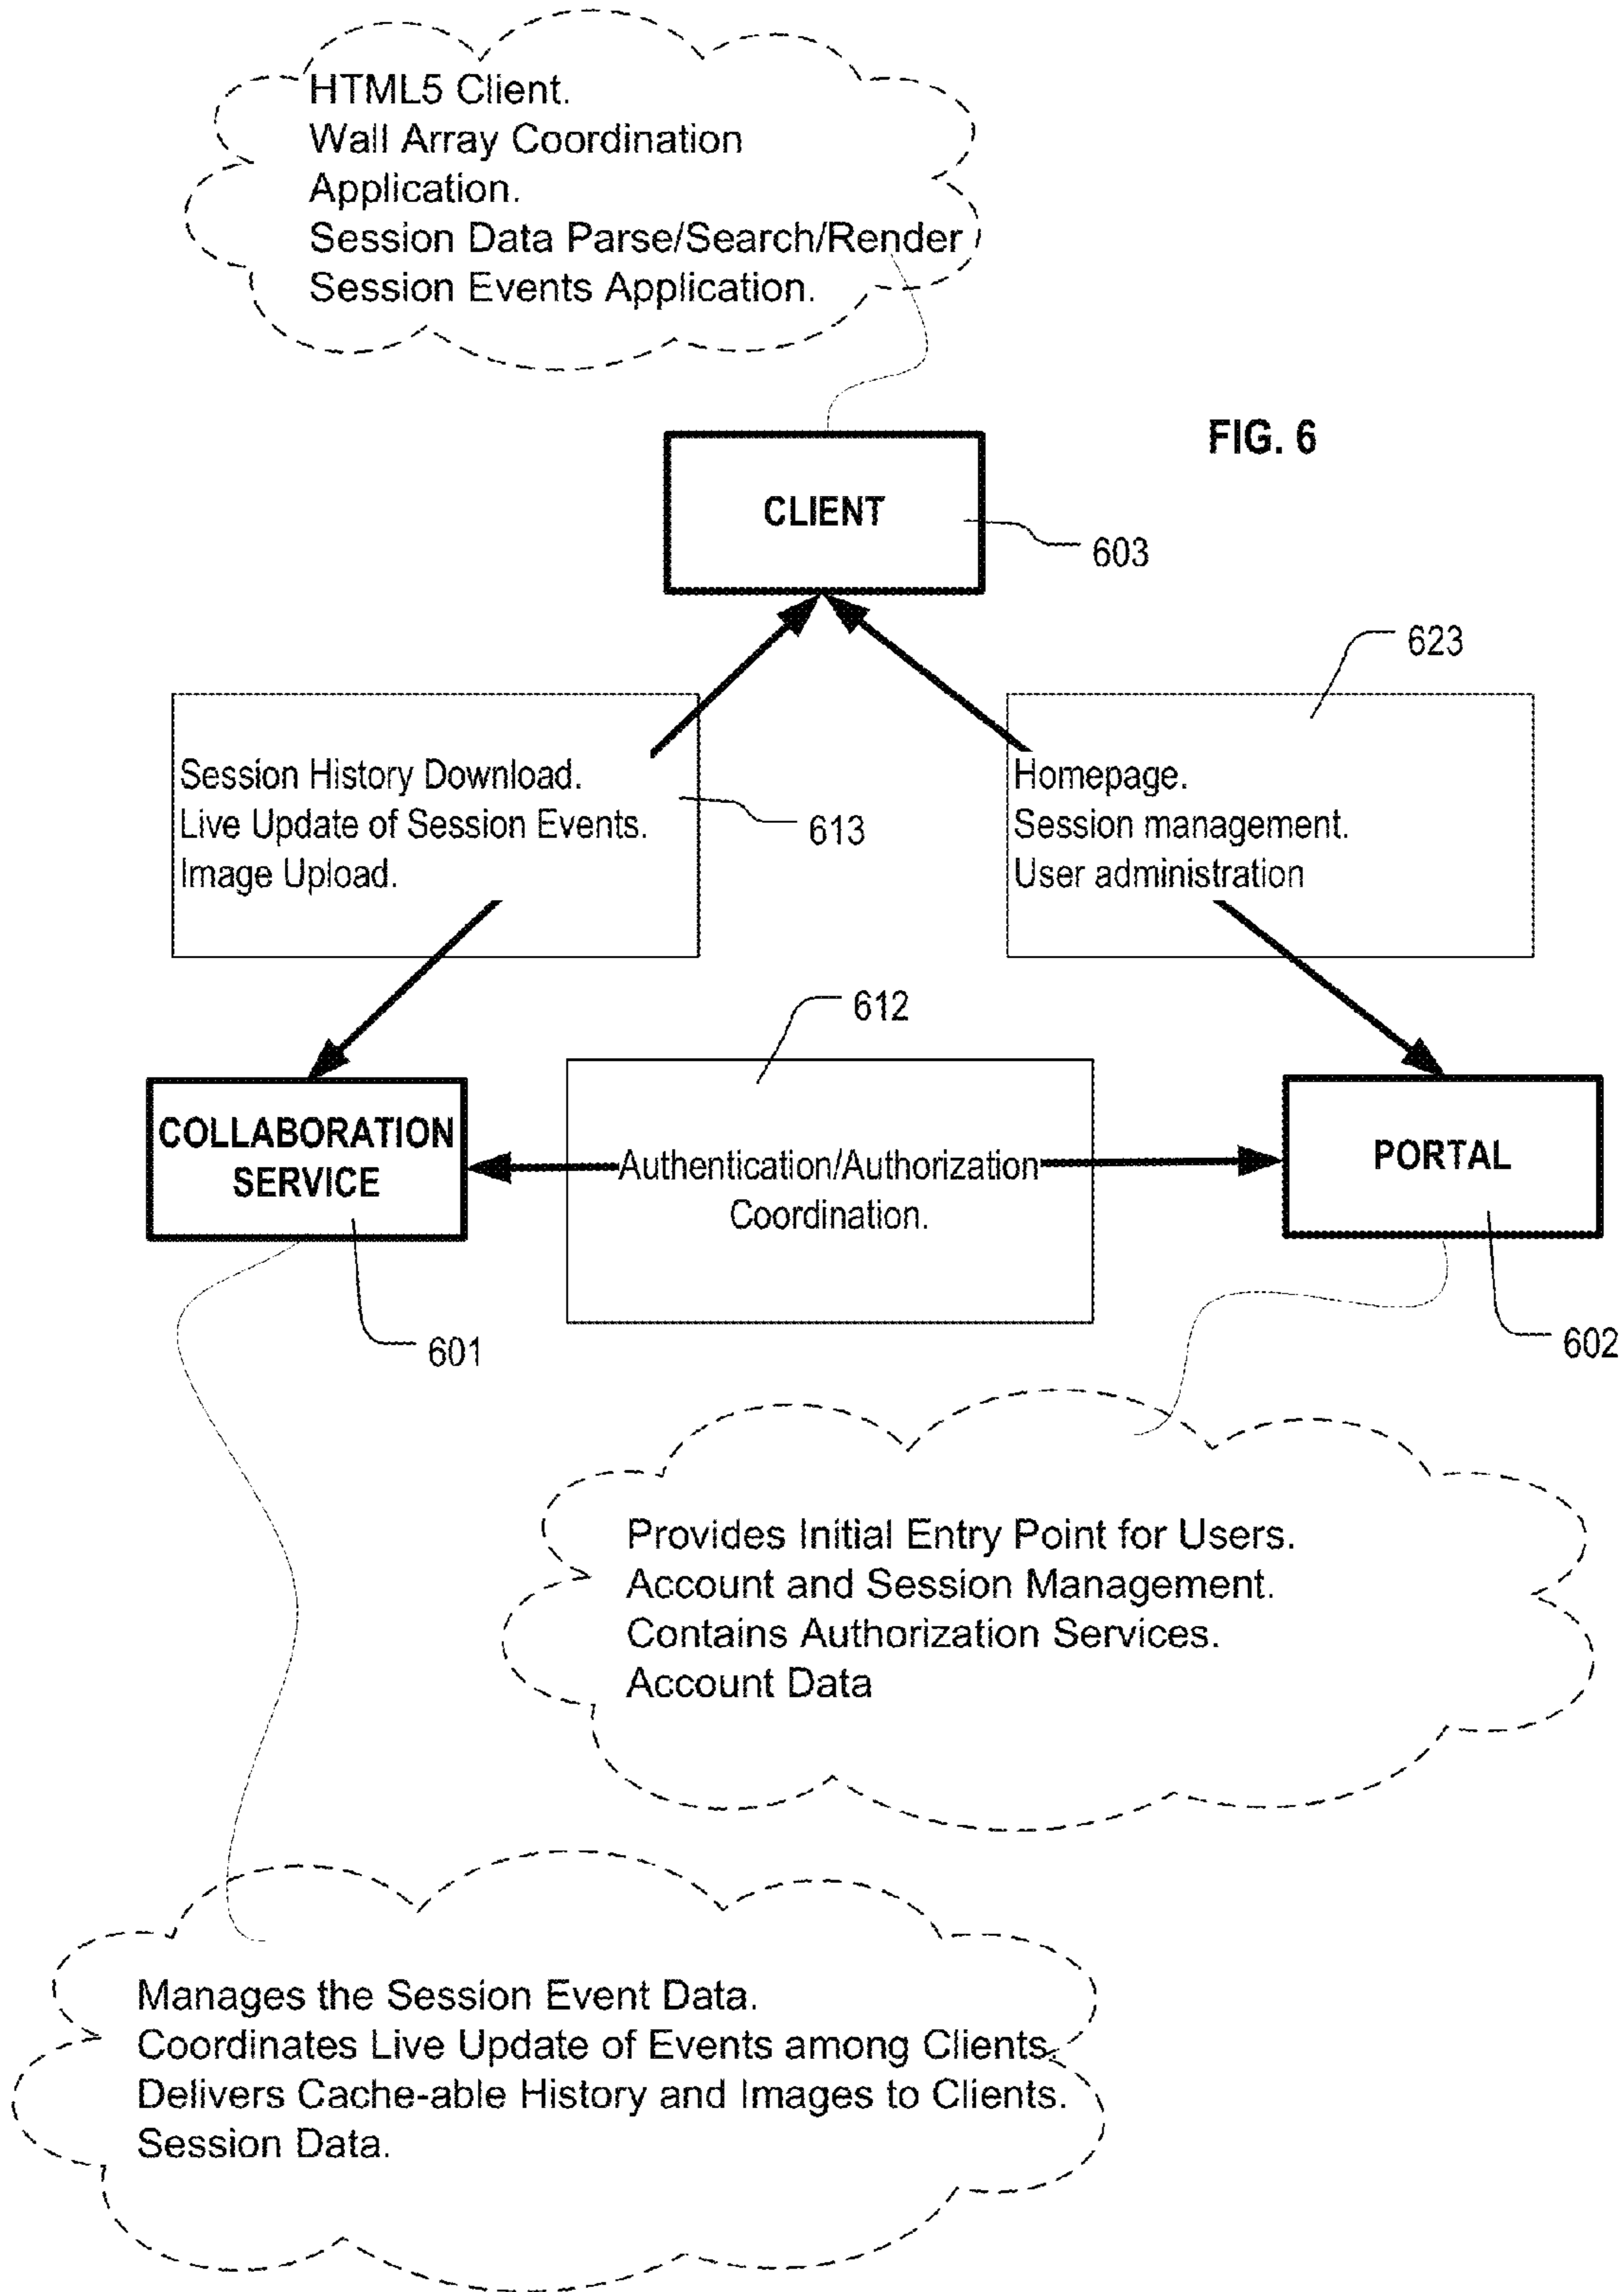 HTML5 Client.
Wall Array Coordination
Application.
Session Data Parse/Search/Render
Session Events Application.
FIG. 6
CLIENT
603
623
Session History Download.
Live Update of Session Events.
Image Upload.
613
Homepage.
Session management.
User administration
612
COLLABORATION
SERVICE
Authentication/Authorization
Coordination.
PORTAL
601
602
Provides Initial Entry Point for Users.
Account and Session Management.
Contains Authorization Services.
Account Data
Manages the Session Event Data.
Coordinates Live Update of Events among Clients.
Delivers Cache-able History and Images to Clients.
Session Data.